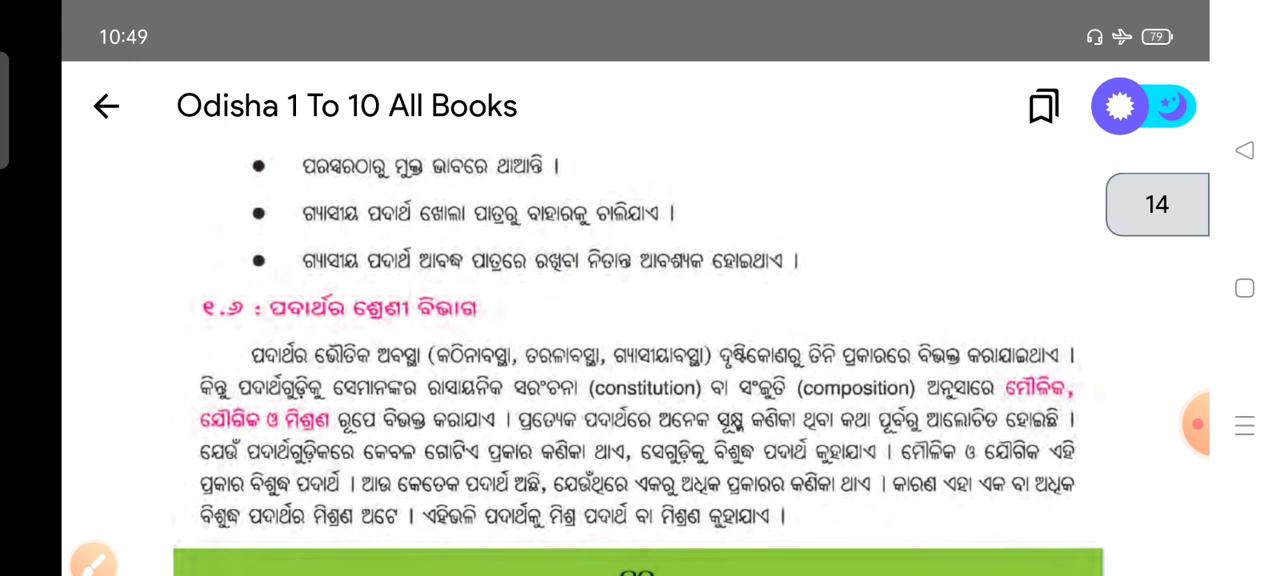 10:49
79
Odisha 1 To 10 All Books
14
● ପରସ୍ପରଠାରୁ ମୁକ୍ତ ଭାବରେ ଥାଆନ୍ତି ।
● ଗ୍ୟାସୀୟ ପଦାର୍ଥ ଖୋଲା ପାତ୍ରରୁ ବାହାରକୁ ଚାଲିଯାଏ ।
● ଗ୍ୟାସୀୟ ପଦାର୍ଥ ଆବଦ୍ଧ ପାତ୍ରରେ ରଖିବା ନିତାନ୍ତ ଆବଶ୍ୟକ ହୋଇଥାଏ ।
୧.୬ : ପଦାର୍ଥର ଶ୍ରେଣୀ ବିଭାଗ
ପଦାର୍ଥର ଭୌତିକ ଅବସ୍ଥା (କଠିନାବସ୍ଥା, ତରଳାବସ୍ଥା, ଗ୍ୟାସୀୟାବସ୍ଥା) ଦୃଷ୍ଟିକୋଣରୁ ତିନି ପ୍ରକାରରେ ବିଭକ୍ତ କରାଯାଇଥାଏ ।
କିନ୍ତୁ ପଦାର୍ଥଗୁଡ଼ିକୁ ସେମାନଙ୍କର ରାସାୟନିକ ସରଂଚନା (constitution) ବା ସଂକୃତି (composition) ଅନୁସାରେ ମୌଳିକ,
ଯୌଗିକ ଓ ମିଶ୍ରଣ ରୂପେ ବିଭକ୍ତ କରାଯାଏ । ପ୍ରତ୍ୟେକ ପଦାର୍ଥରେ ଅନେକ ସୂକ୍ଷ୍ମ କଣିକା ଥିବା କଥା ପୂର୍ବରୁ ଆଲୋଚିତ ହୋଇଛି ।
ଯେଉଁ ପଦାର୍ଥଗୁଡ଼ିକରେ କେବଳ ଗୋଟିଏ ପ୍ରକାର କଣିକା ଥାଏ, ସେଗୁଡ଼ିକୁ ବିଶୁଦ୍ଧ ପଦାର୍ଥ କୁହାଯାଏ । ମୌଳିକ ଓ ଯୌଗିକ ଏହି
ପ୍ରକାର ବିଶୁଦ୍ଧ ପଦାର୍ଥ । ଆଉ କେତେକ ପଦାର୍ଥ ଅଛି, ଯେଉଁଥିରେ ଏକରୁ ଅଧିକ ପ୍ରକାରର କଣିକା ଥାଏ । କାରଣ ଏହା ଏକ ବା ଅଧିକ
ବିଶୁଦ୍ଧ ପଦାର୍ଥର ମିଶ୍ରଣ ଅଟେ । ଏହିଭଳି ପଦାର୍ଥକୁ ମିଶ୍ର ପଦାର୍ଥ ବା ମିଶ୍ରଣ କୁହାଯାଏ ।